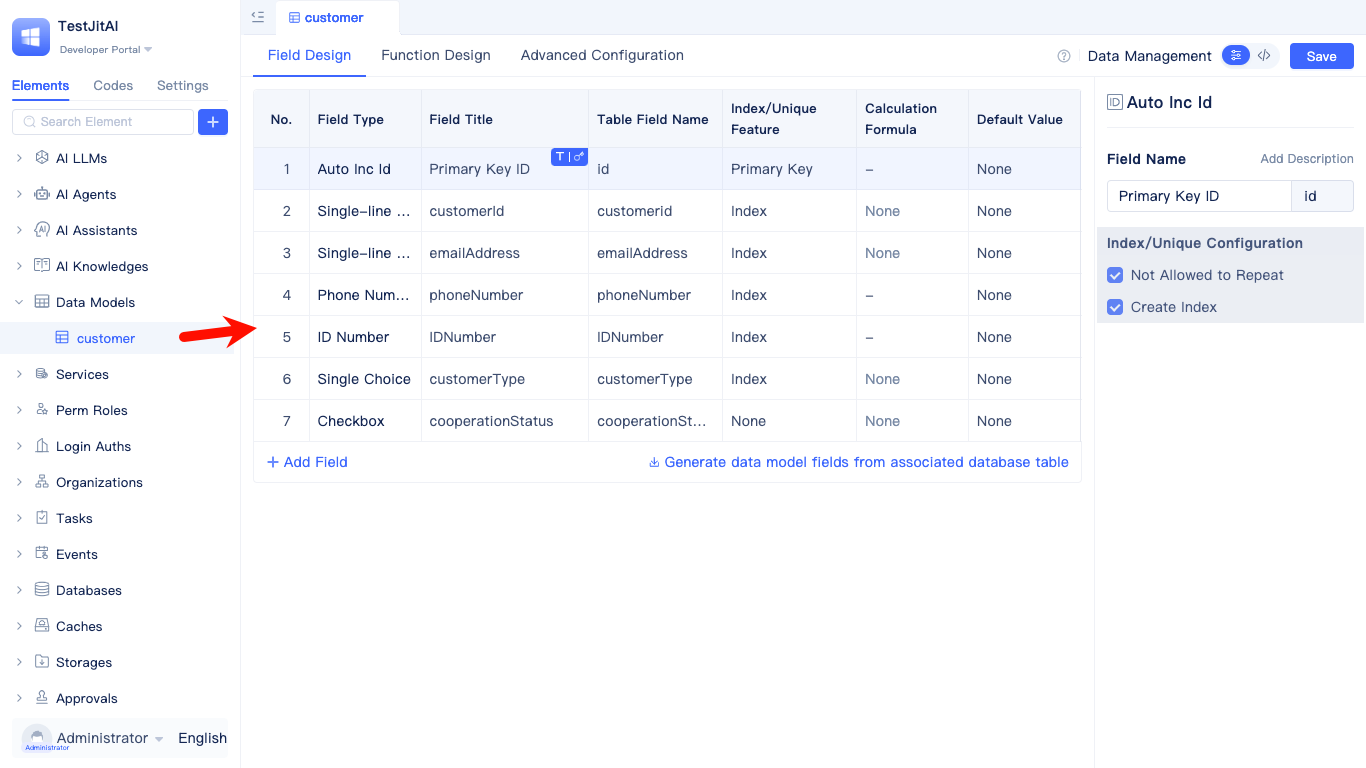 TestJitAI
Developer Portal
Elements Codes Settings
Search Element
AI LLMs
AI Agents
AI Assistants
AI Knowledges
Data Models
customer
Services
Perm Roles
Login Auths
Organizations
Tasks
Events
Databases
Caches
Storages
Approvals
Administrator
Administrator
English
customer
Field Design Function Design Advanced Configuration
Data Management
Save
No. Field Type Field Title Table Field Name Index/Unique Feature Calculation Formula Default Value
1 Auto Inc Id Primary Key ID T id Primary Key – None
2 Single-line ... customerId customerid Index None None
3 Single-line ... emailAddress emailAddress Index None None
4 Phone Num... phoneNumber phoneNumber Index – None
5 ID Number IDNumber IDNumber Index – None
6 Single Choice customerType customerType Index None None
7 Checkbox cooperationStatus cooperationSt... None None None
+ Add Field
Generate data model fields from associated database table
ID Auto Inc Id
Field Name Add Description
Primary Key ID id
Index/Unique Configuration
Not Allowed to Repeat
Create Index